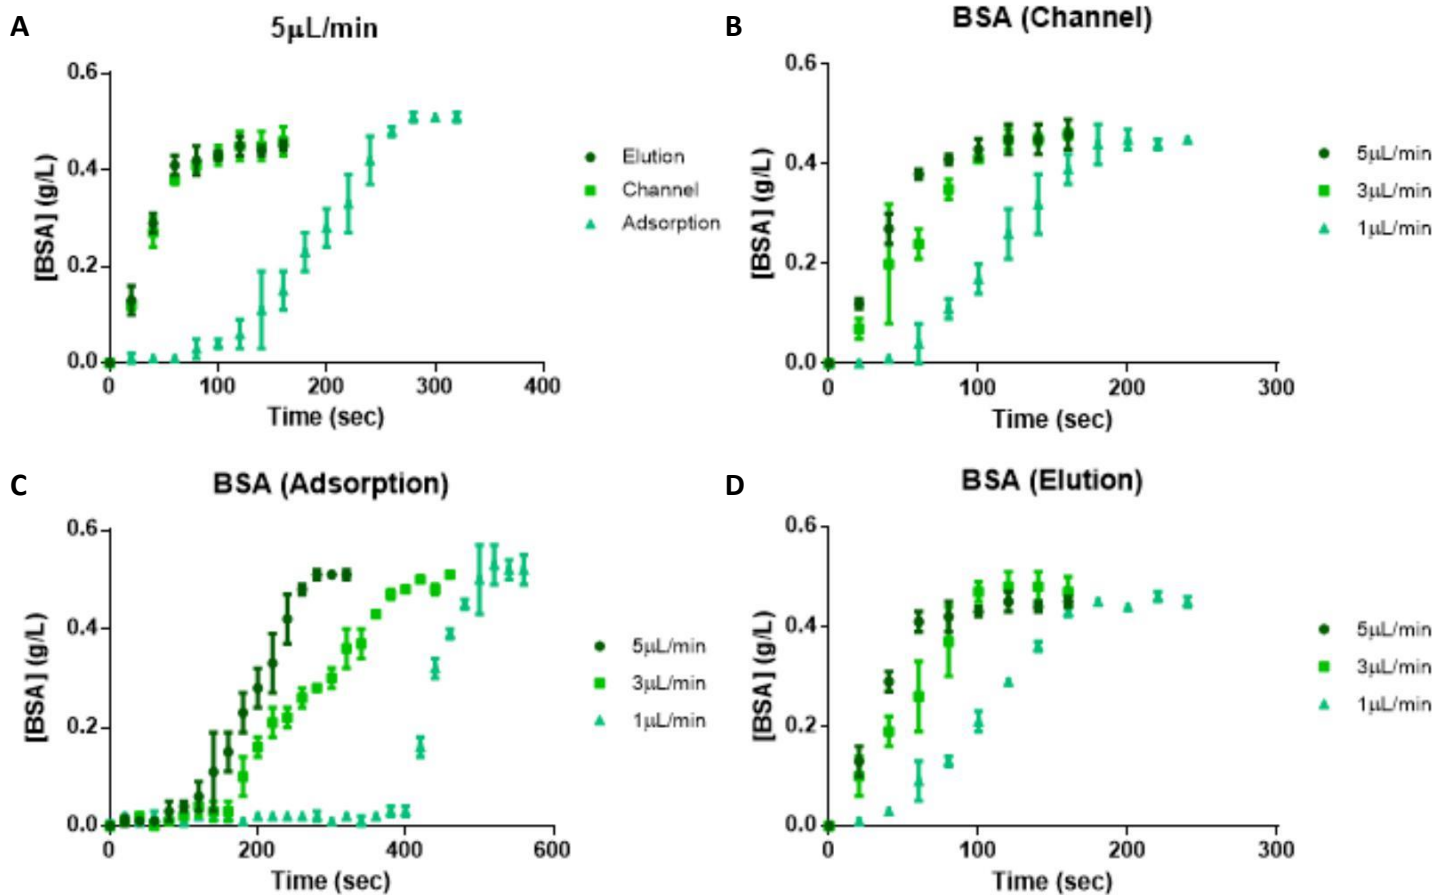 A
5μL/min
[BSA] (g/L)
0.6
0.4
0.2
0.0
0
100
200
300
400
Time (sec)
Elution
Channel
Adsorption
B
BSA (Channel)
[BSA] (g/L)
0.6
0.4
0.2
0.0
0
100
200
300
Time (sec)
5μL/min
3μL/min
1μL/min
C
BSA (Adsorption)
[BSA] (g/L)
0.6
0.4
0.2
0.0
0
200
400
600
Time (sec)
5μL/min
3μL/min
1μL/min
D
BSA (Elution)
[BSA] (g/L)
0.6
0.4
0.2
0.0
0
100
200
300
Time (sec)
5μL/min
3μL/min
1μL/min